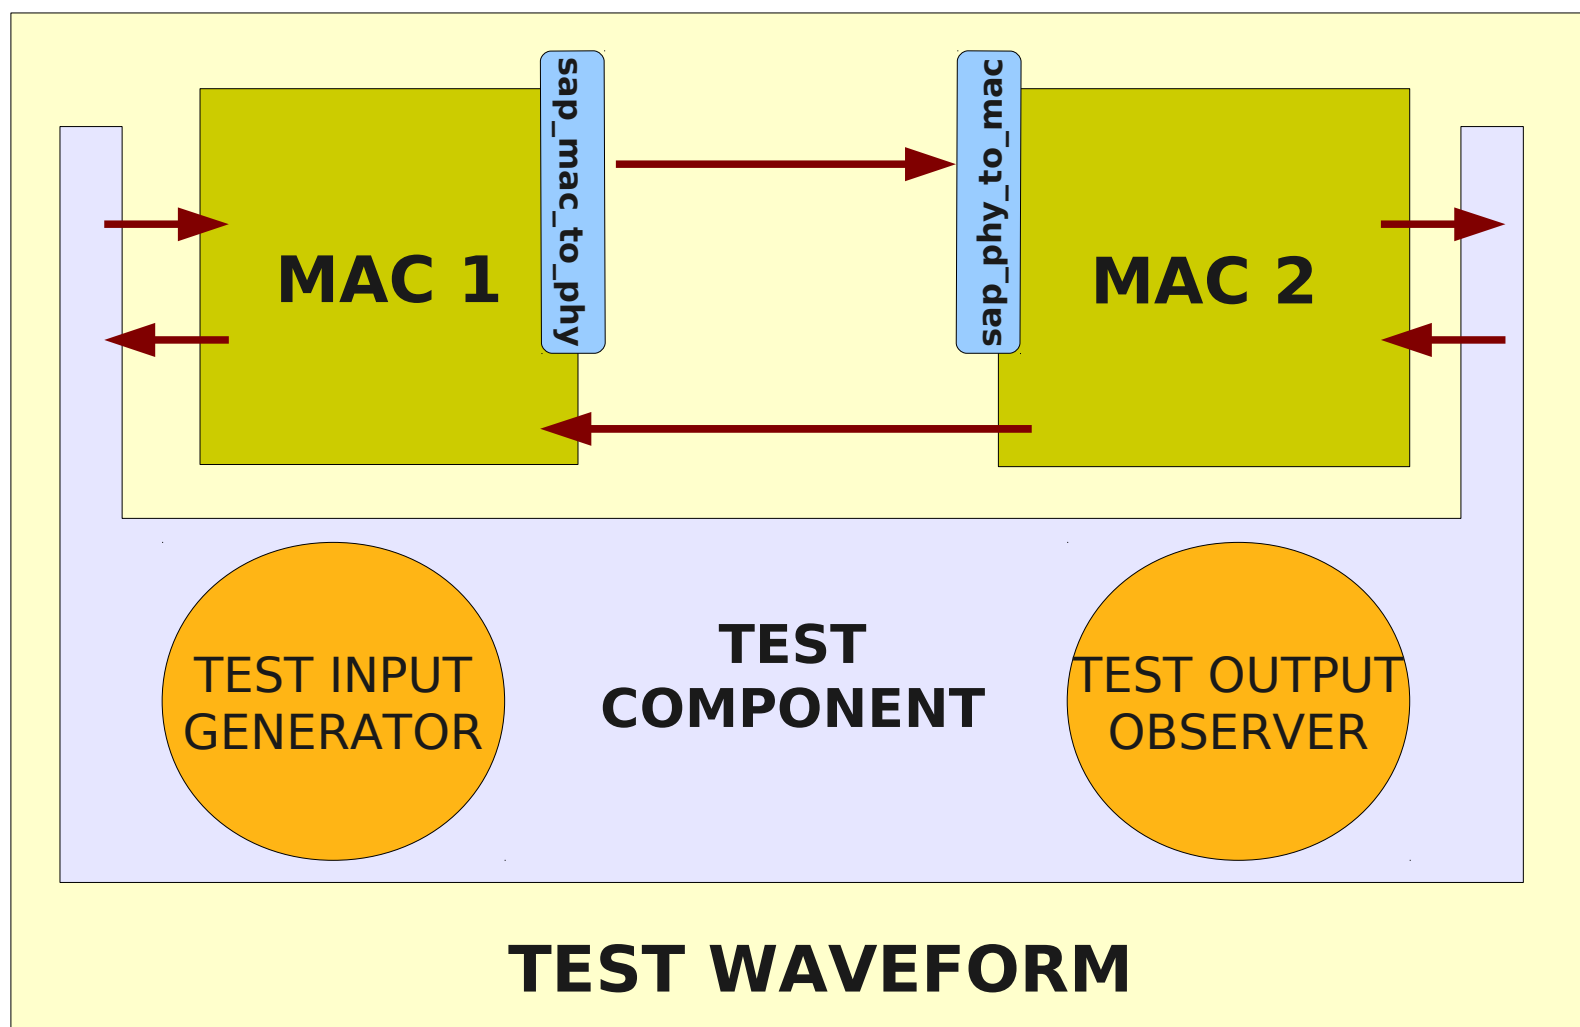 sap_mac_to_phy
sap_phy_to_mac
MAC 1
MAC 2
TEST INPUT
GENERATOR
TEST
COMPONENT
TEST OUTPUT
OBSERVER
TEST WAVEFORM